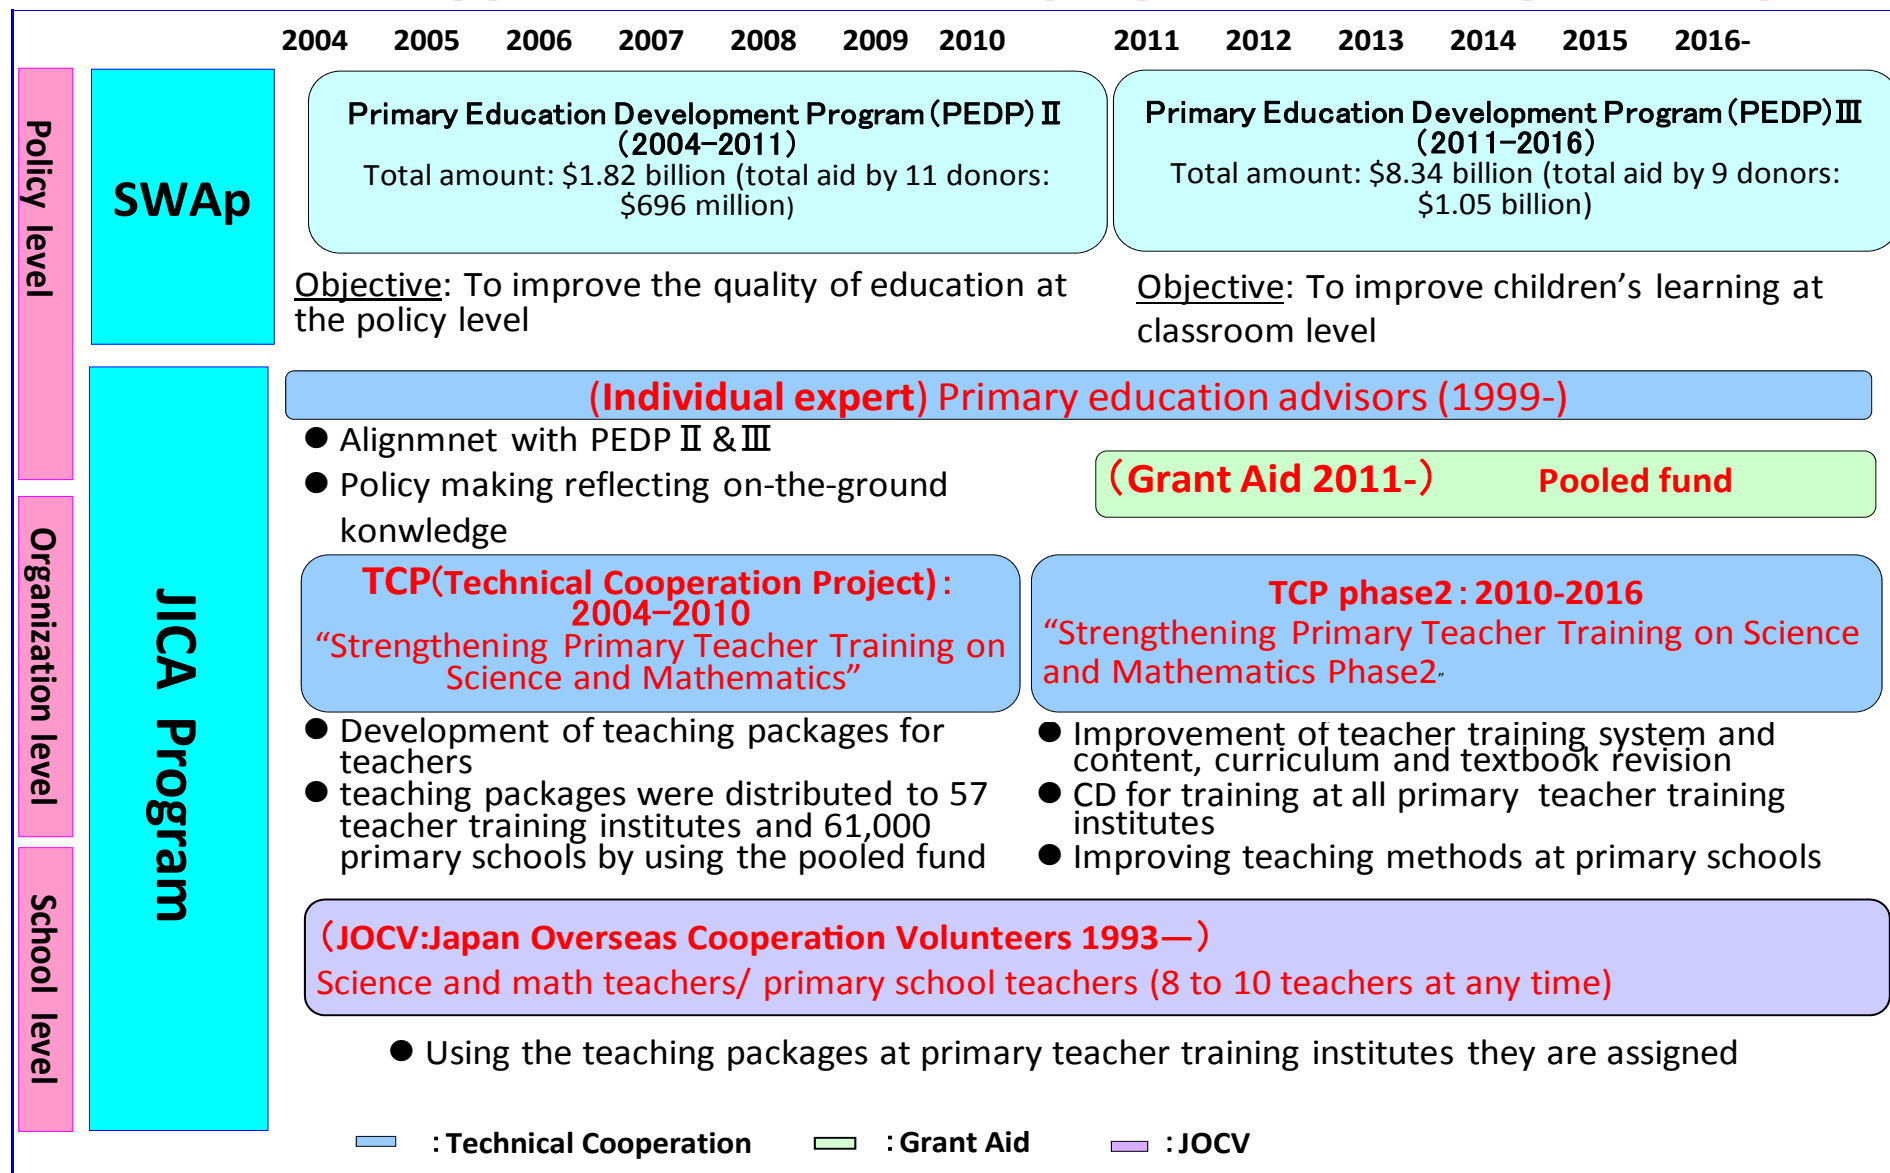 2004 2005 2006 2007 2008 2009 2010 2011 2012 2013 2014 2015 2016-
Policy level
SWAp
Primary Education Development Program(PEDP)Ⅱ
(2004-2011)
Total amount: $1.82 billion (total aid by 11 donors:
$696 million)
Primary Education Development Program(PEDP)Ⅲ
(2011-2016)
Total amount: $8.34 billion (total aid by 9 donors:
$1.05 billion)
Objective: To improve the quality of education at
the policy level
Objective: To improve children's learning at
classroom level
JICA Program
(Individual expert) Primary education advisors (1999-)
● Alignmnet with PEDP Ⅱ &Ⅲ
● Policy making reflecting on-the-ground
konwledge
(Grant Aid 2011-) Pooled fund
Organization level
TCP(Technical Cooperation Project):
2004-2010
“Strengthening Primary Teacher Training on
Science and Mathematics”
TCP phase2:2010-2016
“Strengthening Primary Teacher Training on Science
and Mathematics Phase2”
● Development of teaching packages for
teachers
● teaching packages were distributed to 57
teacher training institutes and 61,000
primary schools by using the pooled fund
● Improvement of teacher training system and
content, curriculum and textbook revision
● CD for training at all primary teacher training
institutes
● Improving teaching methods at primary schools
School level
(JOCV:Japan Overseas Cooperation Volunteers 1993—)
Science and math teachers/ primary school teachers (8 to 10 teachers at any time)
● Using the teaching packages at primary teacher training institutes they are assigned
:Technical Cooperation :Grant Aid :JOCV